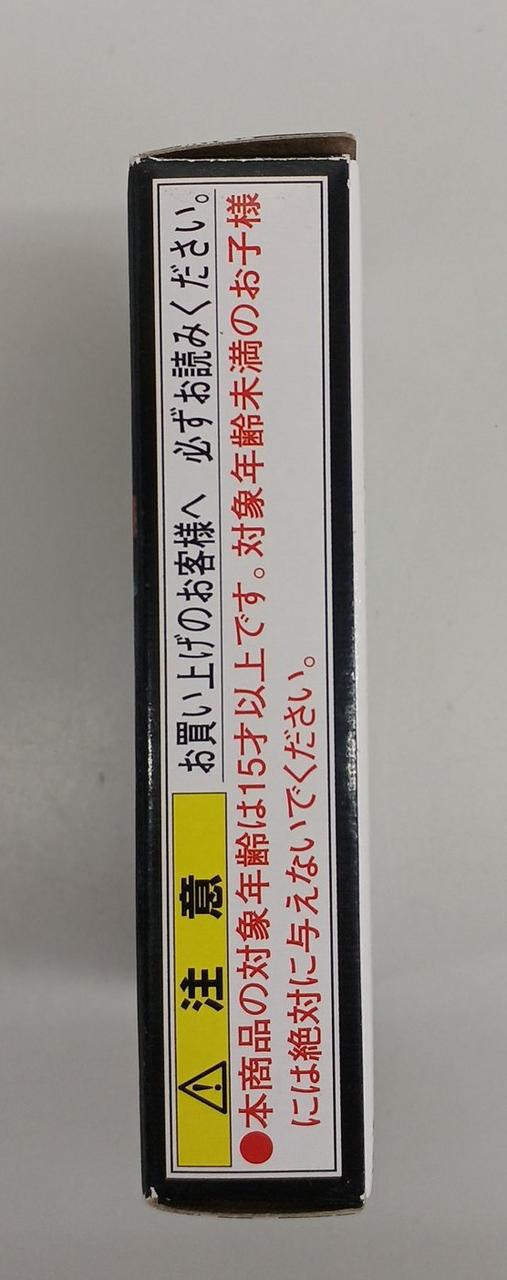 ⚠ 注 意 お買い上げのお客様へ 必ずお読みください。
●本商品の対象年齢は15才以上です。対象年齢未満のお子様
には絶対に与えないでください。